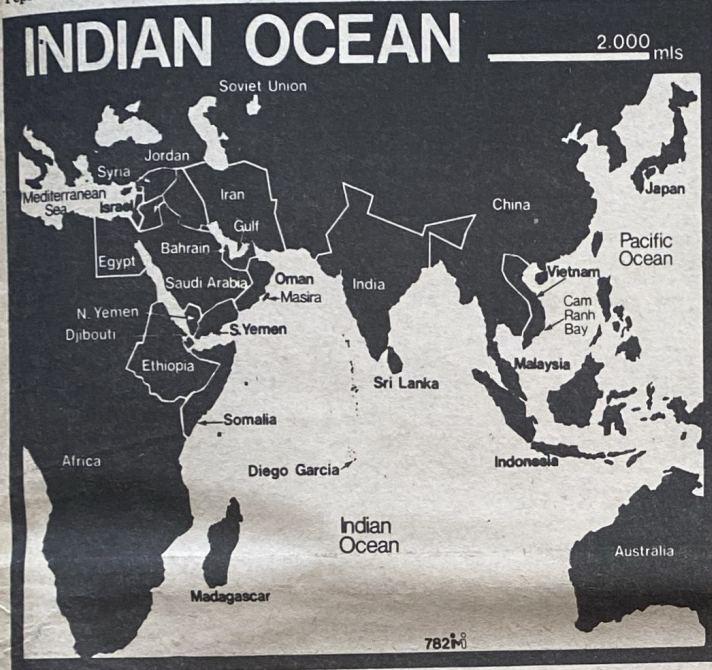 INDIAN OCEAN
2.000 mls
Soviet Union
Jordan
Syria
Mediterranean
Sea
Israel
Iran
China
Japan
Gulf
Bahrain
Egypt
Saudi Arabia
Oman
Masira
India
Pacific
Ocean
Vietnam
Cam
Ranh
Bay
N. Yemen
Djibouti
S.Yemen
Ethiopia
Malaysia
Sri Lanka
Somalia
Africa
Diego Garcia
Indonesia
Indian
Ocean
Australia
Madagascar
782